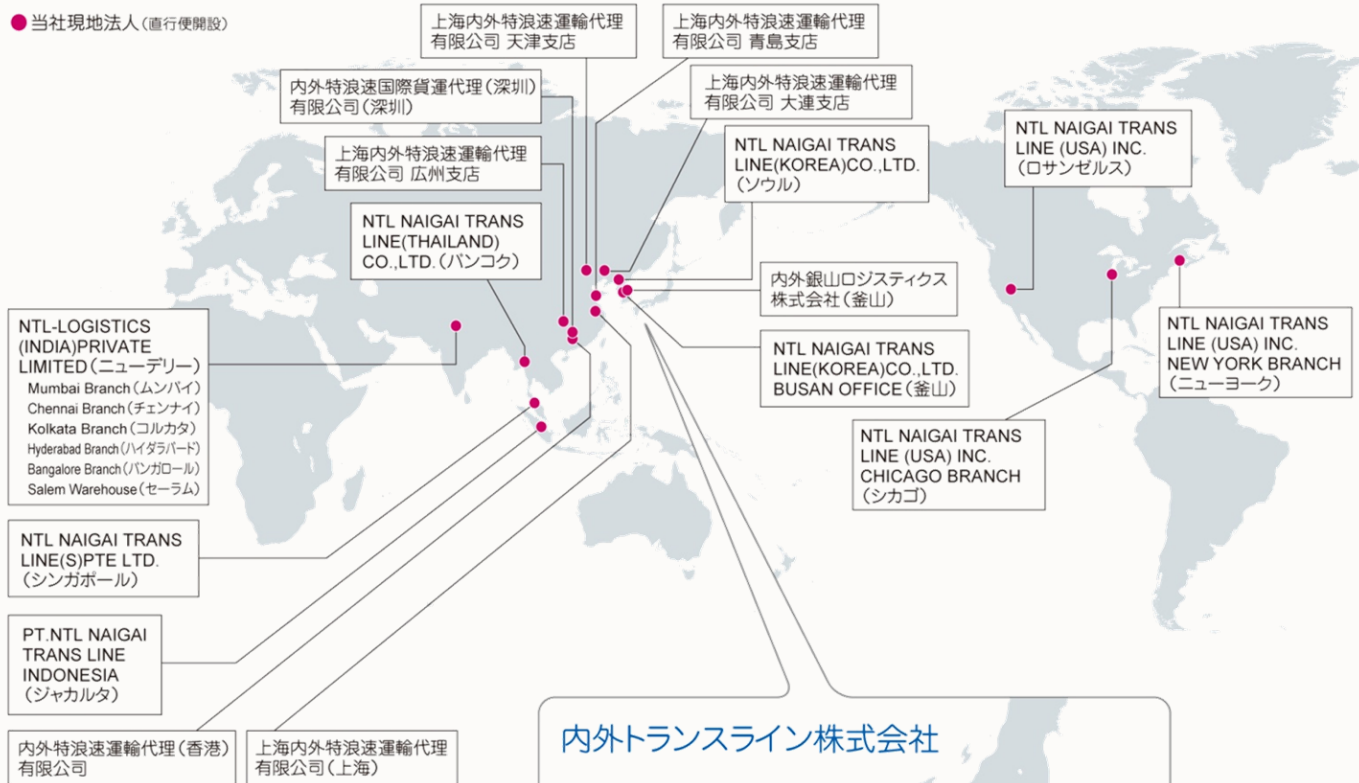 ●当社現地法人(直行便開設)
上海内外特浪速運輸代理
有限公司 天津支店
上海内外特浪速運輸代理
有限公司 青島支店
内外特浪速国際貨運代理(深圳)
有限公司(深圳)
上海内外特浪速運輸代理
有限公司 大連支店
上海内外特浪速運輸代理
有限公司 広州支店
NTL NAIGAI TRANS
LINE(KOREA)CO.,LTD.
(ソウル)
NTL NAIGAI TRANS
LINE (USA) INC.
(ロサンゼルス)
NTL NAIGAI TRANS
LINE(THAILAND)
CO.,LTD.(バンコク)
内外銀山ロジスティクス
株式会社(釜山)
NTL-LOGISTICS
(INDIA)PRIVATE
LIMITED(ニューデリー)
Mumbai Branch(ムンバイ)
Chennai Branch(チェンナイ)
Kolkata Branch(コルカタ)
Hyderabad Branch(ハイダラバード)
Bangalore Branch(バンガロール)
Salem Warehouse(セーラム)
NTL NAIGAI TRANS
LINE(KOREA)CO.,LTD.
BUSAN OFFICE(釜山)
NTL NAIGAI TRANS
LINE (USA) INC.
NEW YORK BRANCH
(ニューヨーク)
NTL NAIGAI TRANS
LINE (USA) INC.
CHICAGO BRANCH
(シカゴ)
NTL NAIGAI TRANS
LINE(S)PTE LTD.
(シンガポール)
PT.NTL NAIGAI
TRANS LINE
INDONESIA
(ジャカルタ)
内外特浪速運輸代理(香港)
有限公司
上海内外特浪速運輸代理
有限公司(上海)
内外トランスライン株式会社